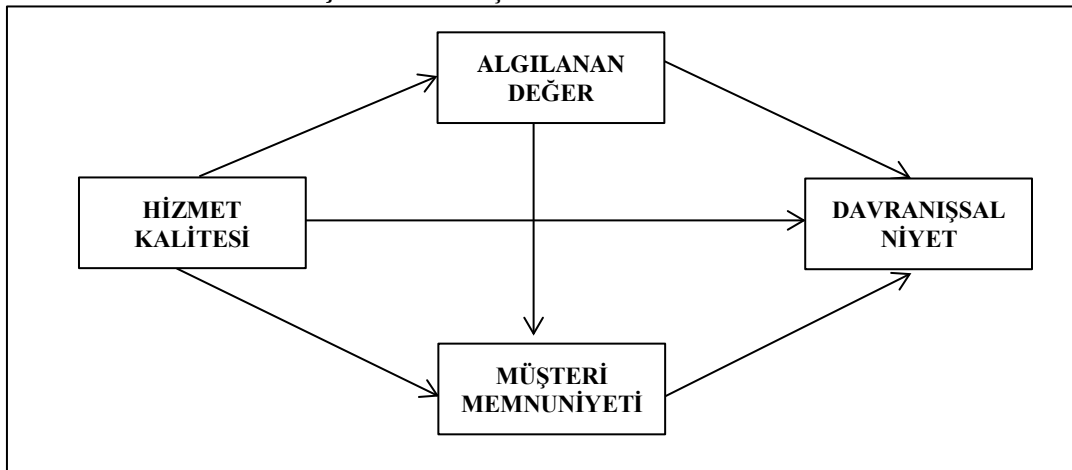 ALGILANAN
DEĞER
HİZMET
KALİTESİ
DAVRANIŞSAL
NİYET
MÜŞTERİ
MEMNUNİYETİ